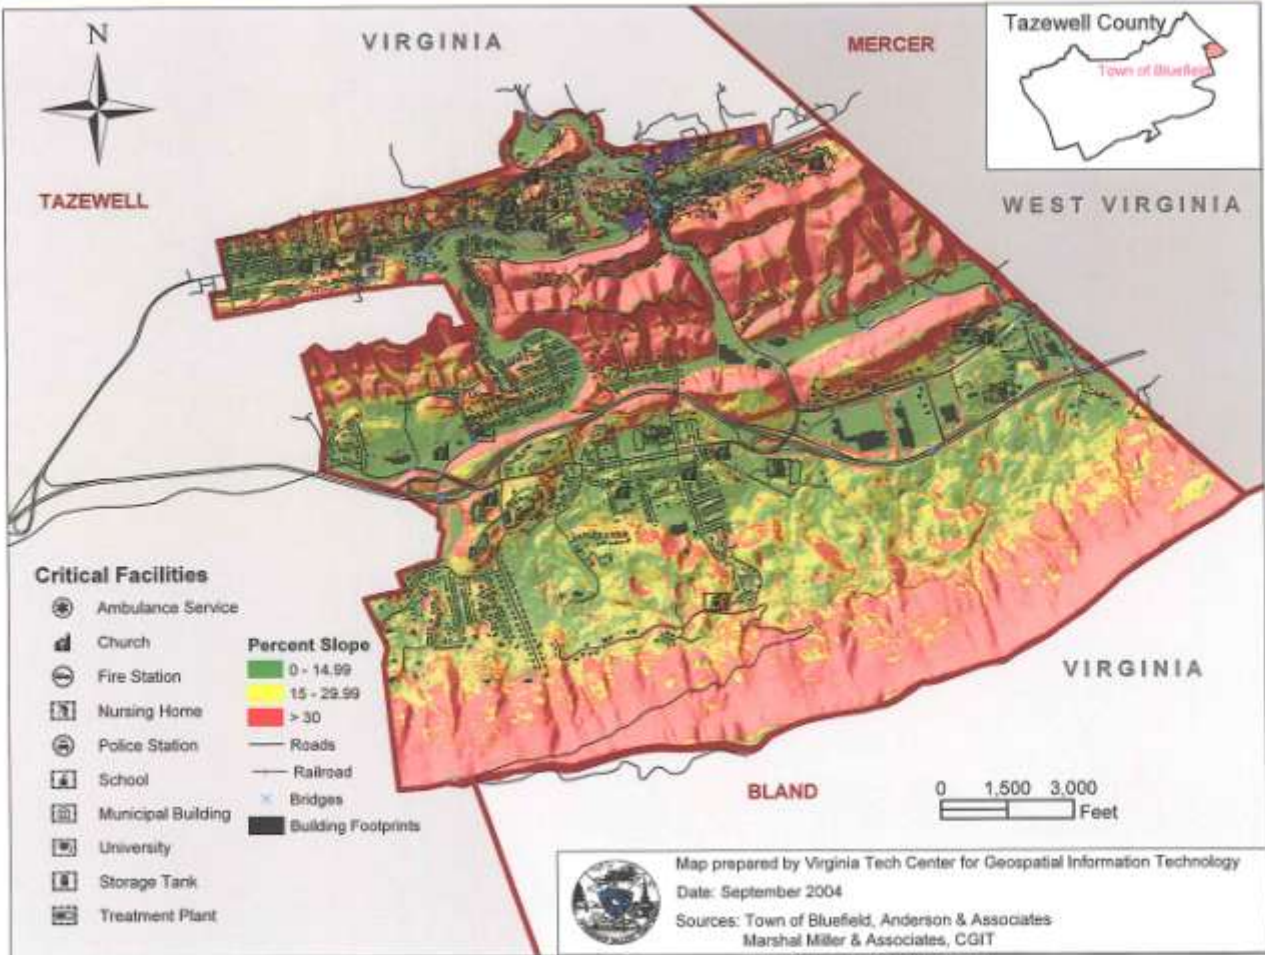 N
VIRGINIA
MERCER
Tazewell County
Town of Bluefield
TAZEWELL
WEST VIRGINIA
Critical Facilities
Ambulance Service
Church
Fire Station
Nursing Home
Police Station
School
Municipal Building
University
Storage Tank
Treatment Plant
Percent Slope
0 - 14.99
15 - 29.99
> 30
Roads
Railroad
Bridges
Building Footprints
VIRGINIA
BLAND
0 1,500 3,000
Feet
Map prepared by Virginia Tech Center for Geospatial Information Technology
Date: September 2004
Sources: Town of Bluefield, Anderson & Associates
Marshal Miller & Associates, CGIT